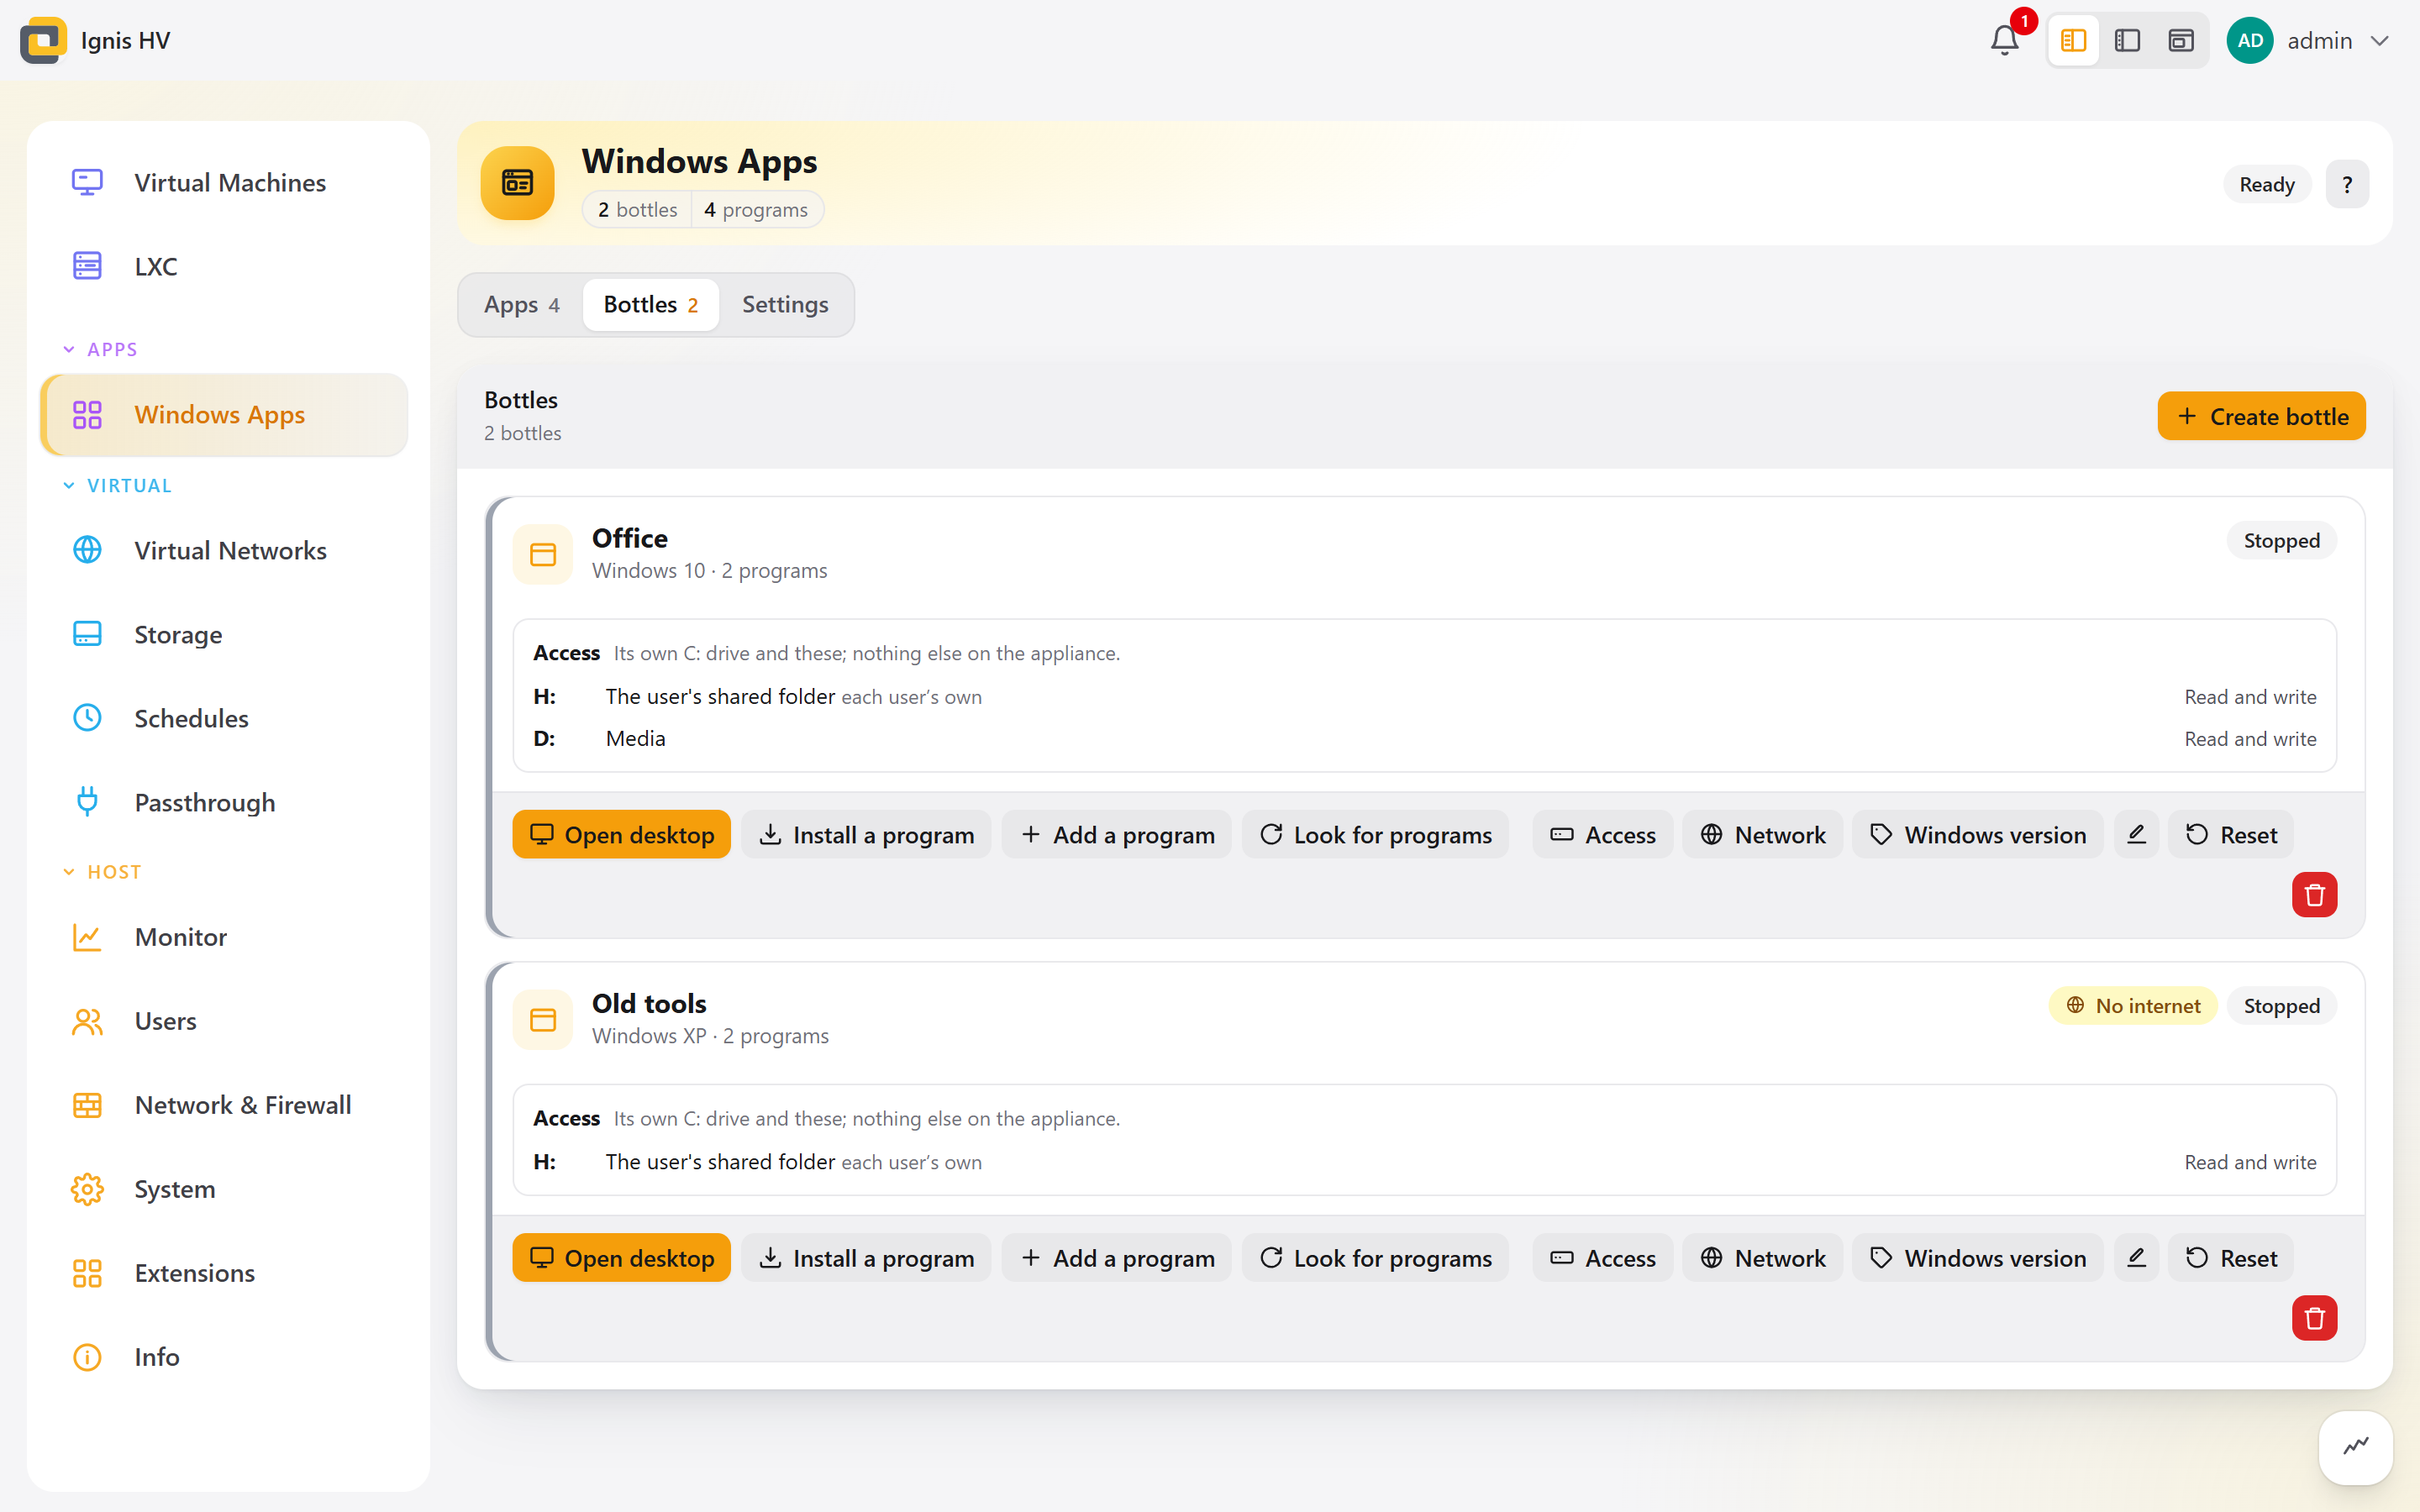 Ignis HV
1
AD
admin
Virtual Machines
LXC
APPS
Windows Apps
VIRTUAL
Virtual Networks
Storage
Schedules
Passthrough
HOST
Monitor
Users
Network & Firewall
System
Extensions
Info
Windows Apps
2 bottles
4 programs
Ready
?
Apps 4
Bottles 2
Settings
Bottles
2 bottles
+ Create bottle
Office
Windows 10 · 2 programs
Stopped
Access Its own C: drive and these; nothing else on the appliance.
H: The user's shared folder each user’s own Read and write
D: Media Read and write
Open desktop
Install a program
Add a program
Look for programs
Access
Network
Windows version
Reset
Old tools
Windows XP · 2 programs
No internet
Stopped
Access Its own C: drive and these; nothing else on the appliance.
H: The user's shared folder each user’s own Read and write
Open desktop
Install a program
Add a program
Look for programs
Access
Network
Windows version
Reset